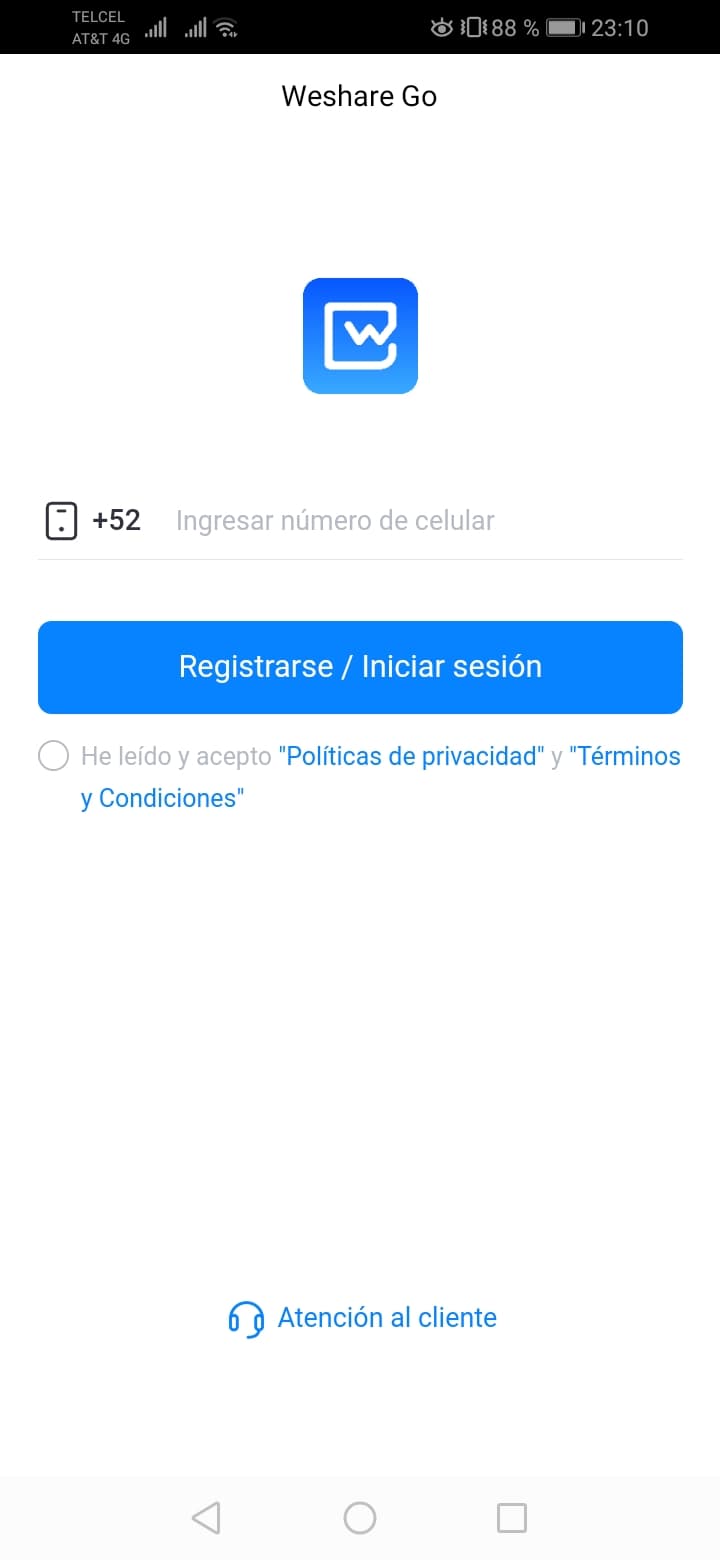 TELCEL
AT&T 4G
88 %
23:10
Weshare Go
W
+52 Ingresar número de celular
Registrarse / Iniciar sesión
He leído y acepto "Políticas de privacidad" y "Términos
y Condiciones"
Atención al cliente